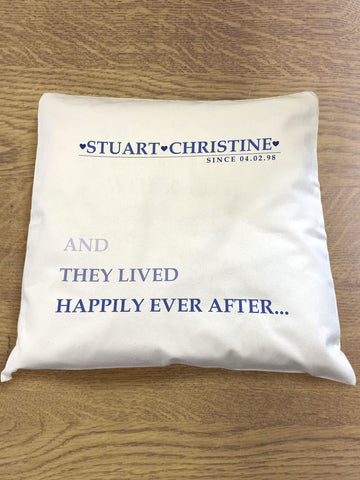 ♥STUART♥CHRISTINE♥
SINCE 04.02.98
AND
THEY LIVED
HAPPILY EVER AFTER...